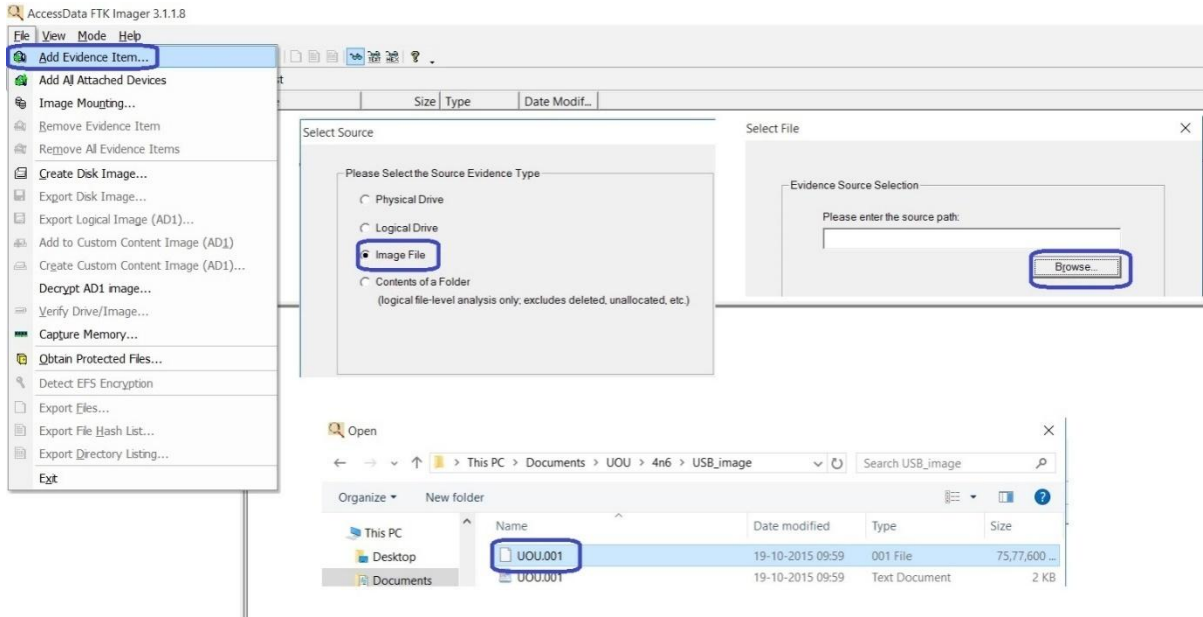 AccessData FTK Imager 3.1.1.8
File View Mode Help
Add Evidence Item...
Add All Attached Devices
Image Mounting...
Remove Evidence Item
Remove All Evidence Items
Create Disk Image...
Export Disk Image...
Export Logical Image (AD1)...
Add to Custom Content Image (AD1)
Create Custom Content Image (AD1)...
Decrypt AD1 image...
Verify Drive/Image...
Capture Memory...
Obtain Protected Files...
Detect EFS Encryption
Export Files...
Export File Hash List...
Export Directory Listing...
Exit
Size Type Date Modif...
Select Source
Please Select the Source Evidence Type
Physical Drive
Logical Drive
Image File
Contents of a Folder
(logical file-level analysis only; excludes deleted, unallocated, etc.)
Select File
Evidence Source Selection
Please enter the source path:
Browse...
Open
This PC > Documents > UOU > 4n6 > USB_image
Search USB_image
Organize New folder
Name Date modified Type Size
This PC
Desktop
Documents
UOU.001 19-10-2015 09:59 001 File 75,77,600 ...
UOU.001 19-10-2015 09:59 Text Document 2 KB